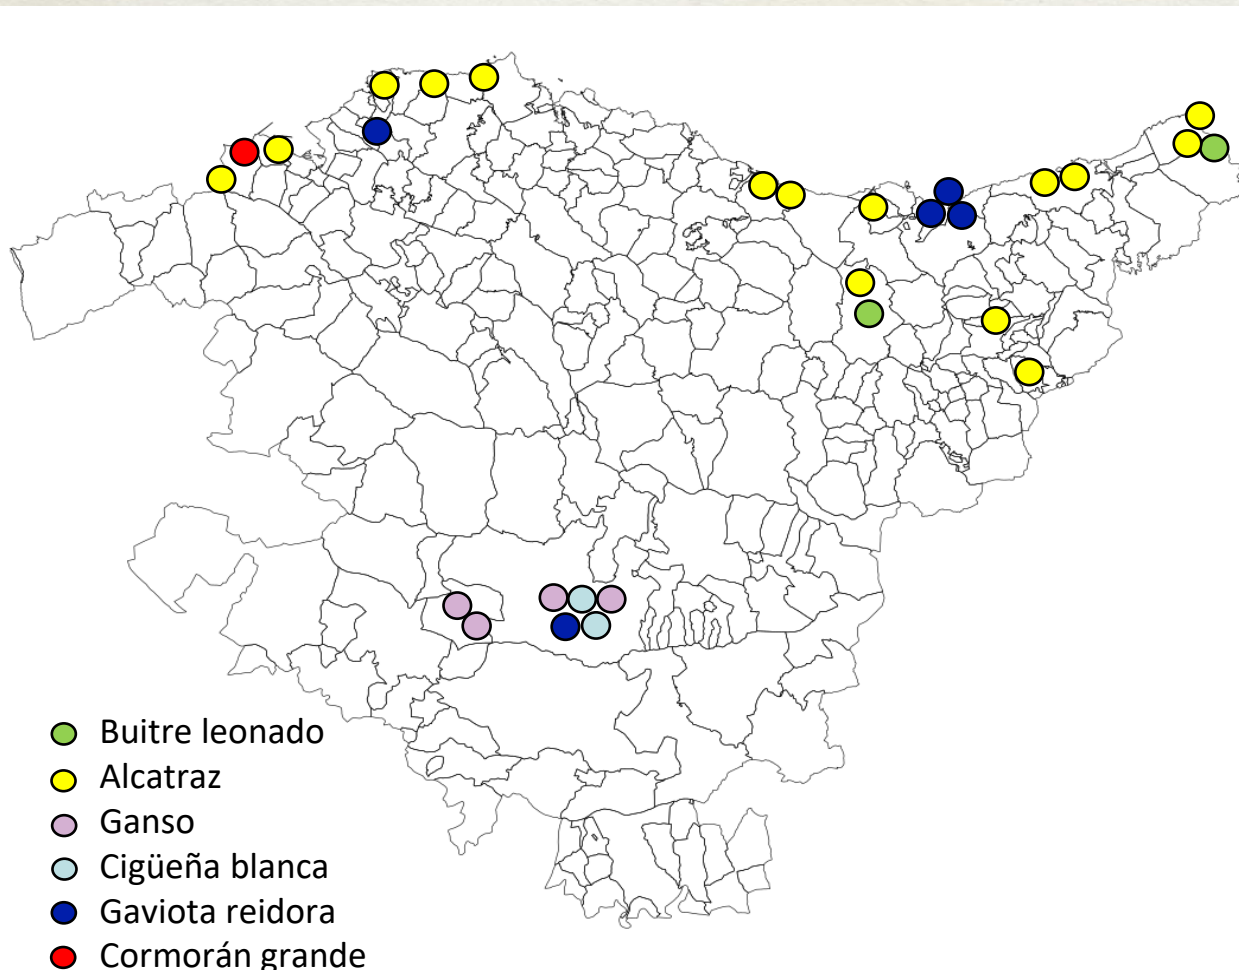 Buitre leonado
Alcatraz
Ganso
Cigüeña blanca
Gaviota reidora
Cormorán grande